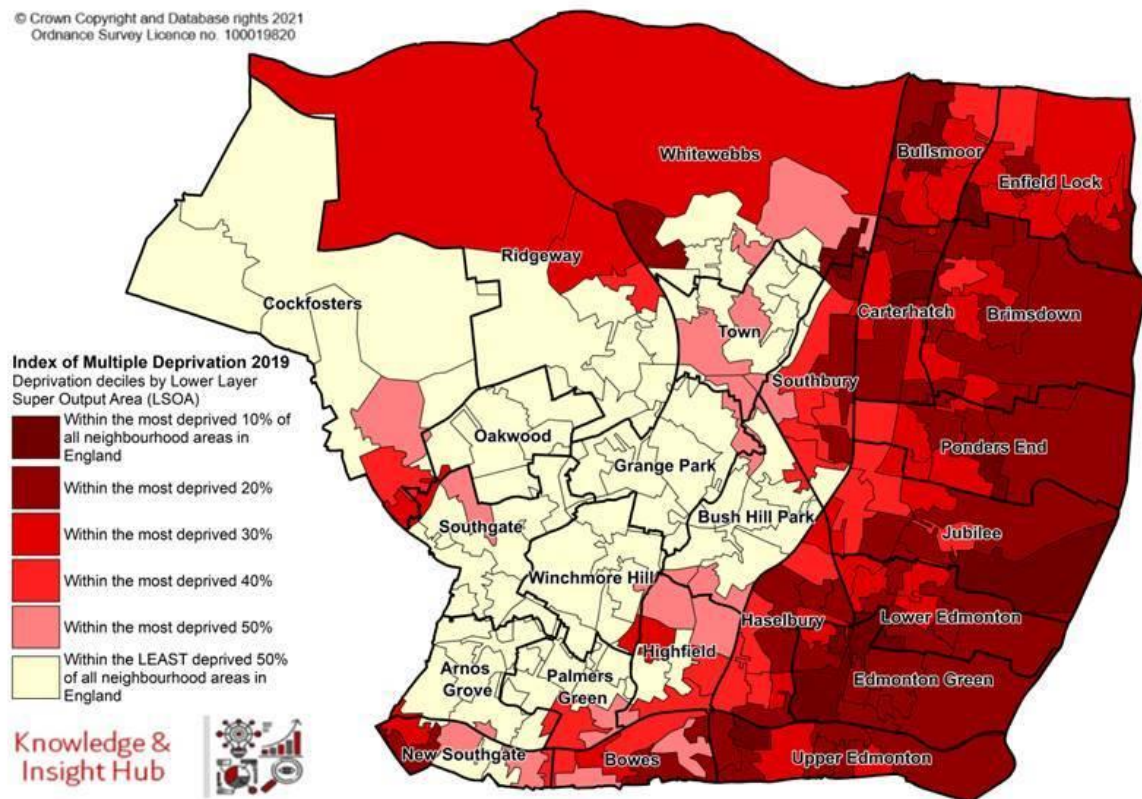 © Crown Copyright and Database rights 2021
Ordnance Survey Licence no. 100019820
Whitewebbs
Bullsmoor
Enfield Lock
Ridgeway
Cockfosters
Town
Carterhatch
Brimsdown
Southbury
Index of Multiple Deprivation 2019
Deprivation deciles by Lower Layer
Super Output Area (LSOA)
Within the most deprived 10% of
all neighbourhood areas in
England
Within the most deprived 20%
Within the most deprived 30%
Within the most deprived 40%
Within the most deprived 50%
Within the LEAST deprived 50%
of all neighbourhood areas in
England
Oakwood
Grange Park
Ponders End
Southgate
Bush Hill Park
Jubilee
Winchmore Hill
Haselbury
Lower Edmonton
Highfield
Arnos
Grove
Palmers
Green
Edmonton Green
New Southgate
Bowes
Upper Edmonton
Knowledge &
Insight Hub